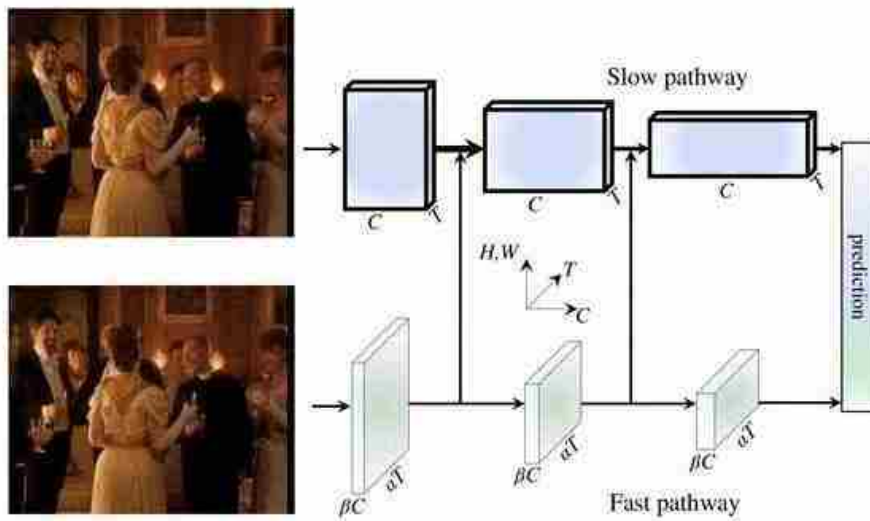 Slow pathway
C
T
C
T
C
T
H,W
T
C
prediction
βC
αT
βC
αT
βC
αT
Fast pathway